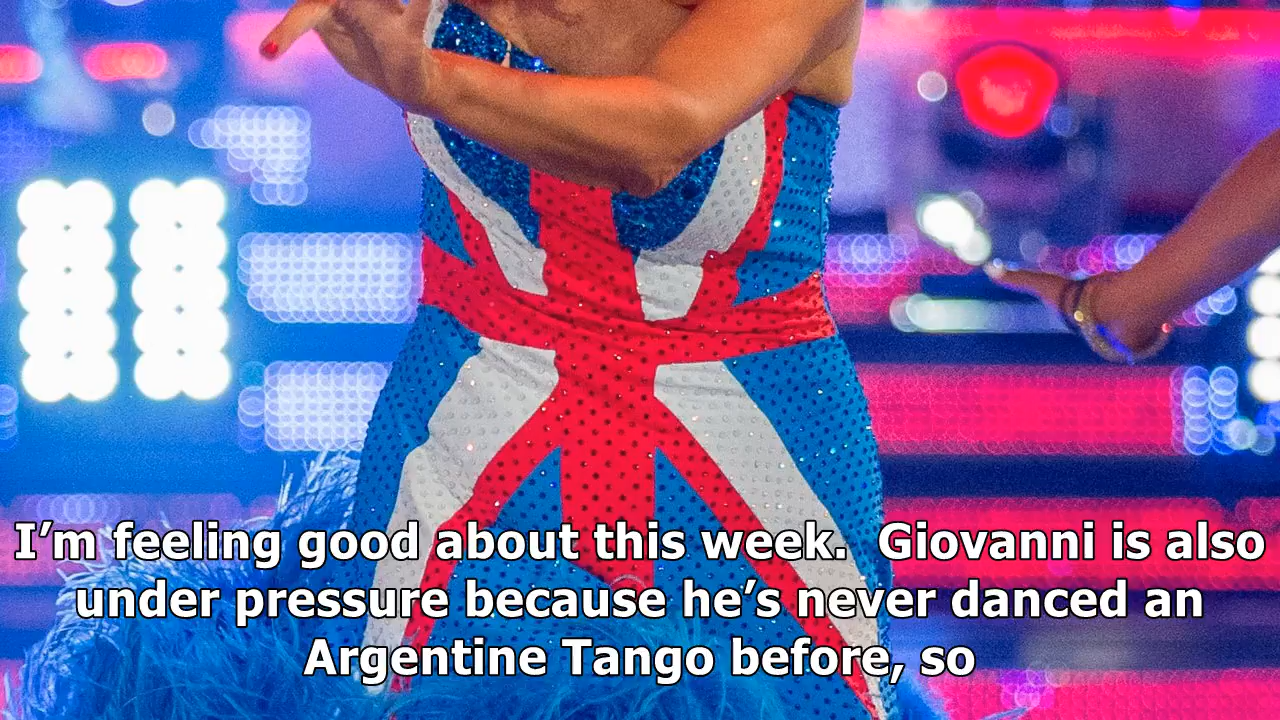 I’m feeling good about this week.  Giovanni is also
under pressure because he’s never danced an
Argentine Tango before, so